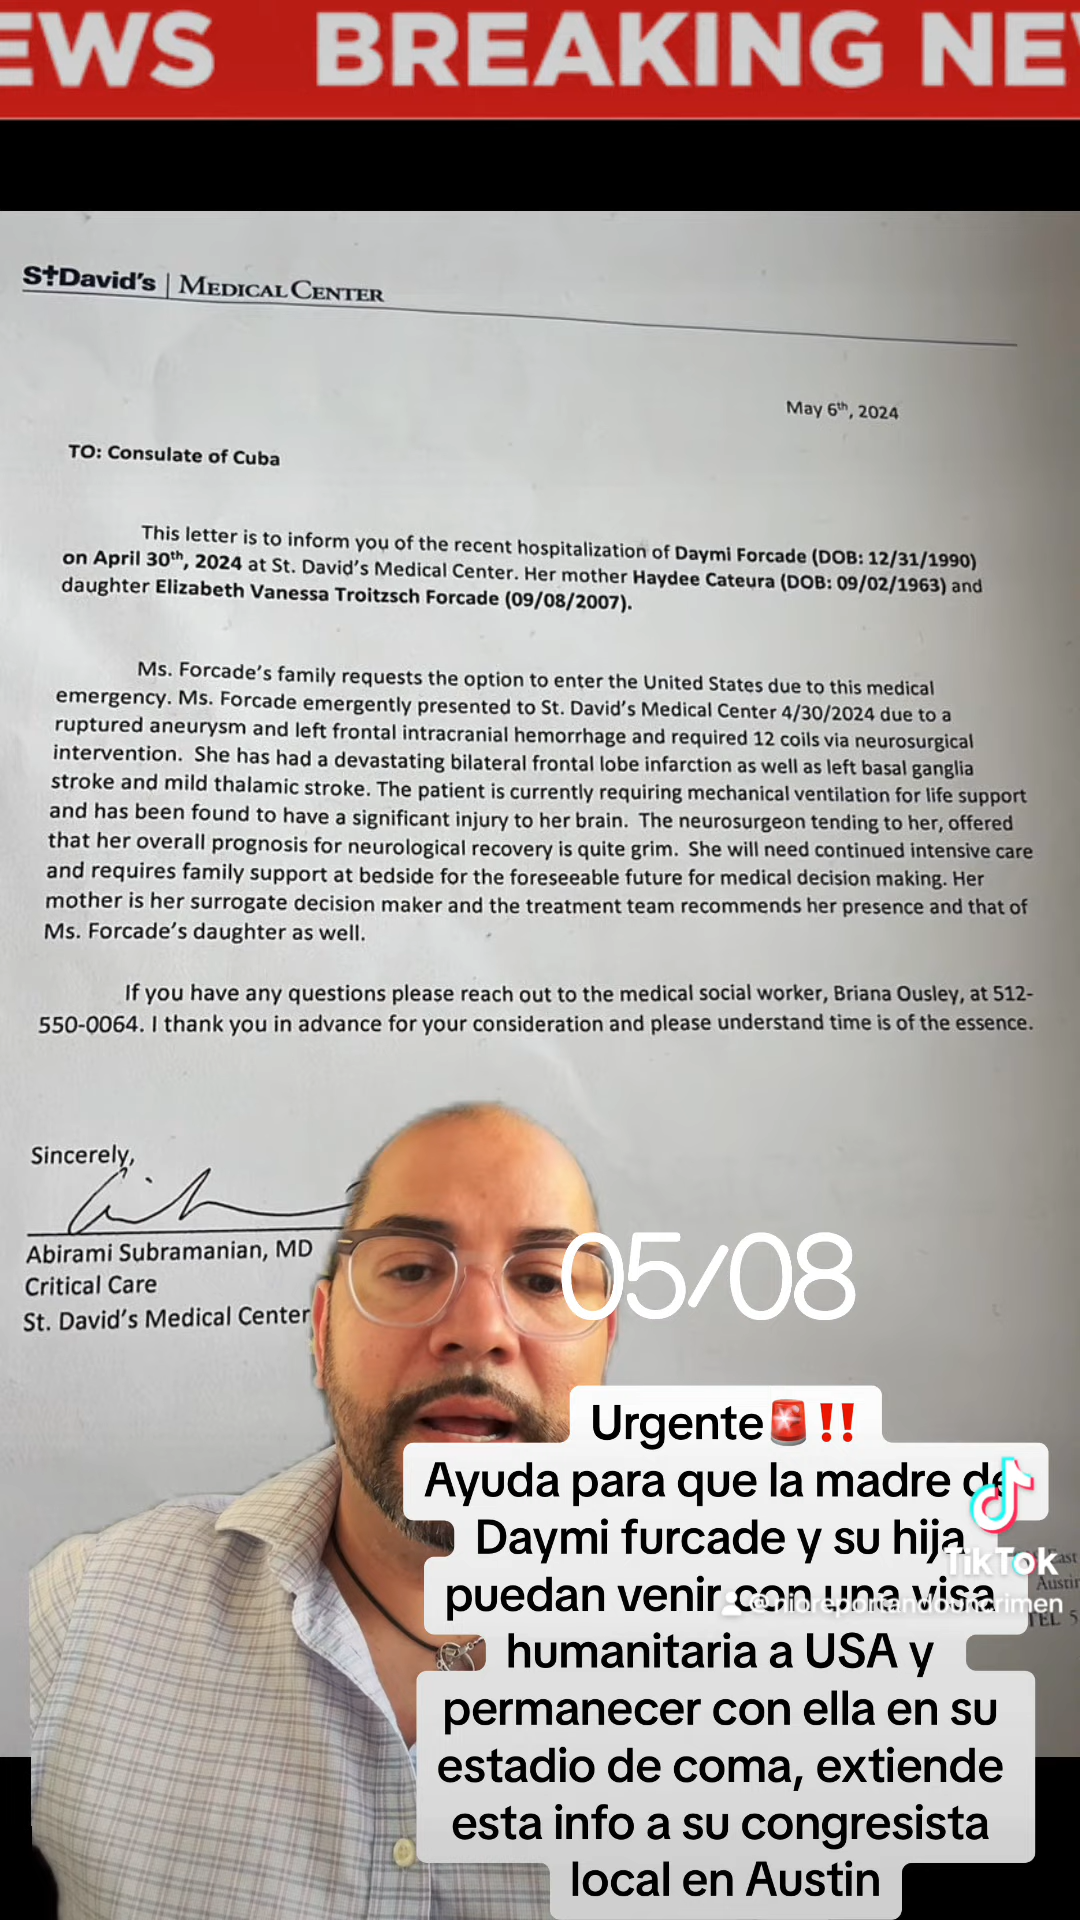 EWS BREAKING NEW
St David's | MEDICAL CENTER
May 6th, 2024
TO: Consulate of Cuba
This letter is to inform you of the recent hospitalization of Daymi Forcade (DOB: 12/31/1990)
on April 30th, 2024 at St. David's Medical Center. Her mother Haydee Cateura (DOB: 09/02/1963) and
daughter Elizabeth Vanessa Troitzsch Forcade (09/08/2007).
Ms. Forcade's family requests the option to enter the United States due to this medical
emergency. Ms. Forcade emergently presented to St. David's Medical Center 4/30/2024 due to a
ruptured aneurysm and left frontal intracranial hemorrhage and required 12 coils via neurosurgical
intervention. She has had a devastating bilateral frontal lobe infarction as well as left basal ganglia
stroke and mild thalamic stroke. The patient is currently requiring mechanical ventilation for life support
and has been found to have a significant injury to her brain. The neurosurgeon tending to her, offered
that her overall prognosis for neurological recovery is quite grim. She will need continued intensive care
and requires family support at bedside for the foreseeable future for medical decision making. Her
mother is her surrogate decision maker and the treatment team recommends her presence and that of
Ms. Forcade's daughter as well.
If you have any questions please reach out to the medical social worker, Briana Ousley, at 512-
550-0064. I thank you in advance for your consideration and please understand time is of the essence.
Sincerely,
Abirami Subramanian, MD
Critical Care
St. David's Medical Center
05/08
Urgente🚨‼️
Ayuda para que la madre de
Daymi furcade y su hija
puedan venir con una visa
humanitaria a USA y
permanecer con ella en su
estadio de coma, extiende
esta info a su congresista
local en Austin
TikTok
@nioreportandouncrimen
East
Austin
TEL 5